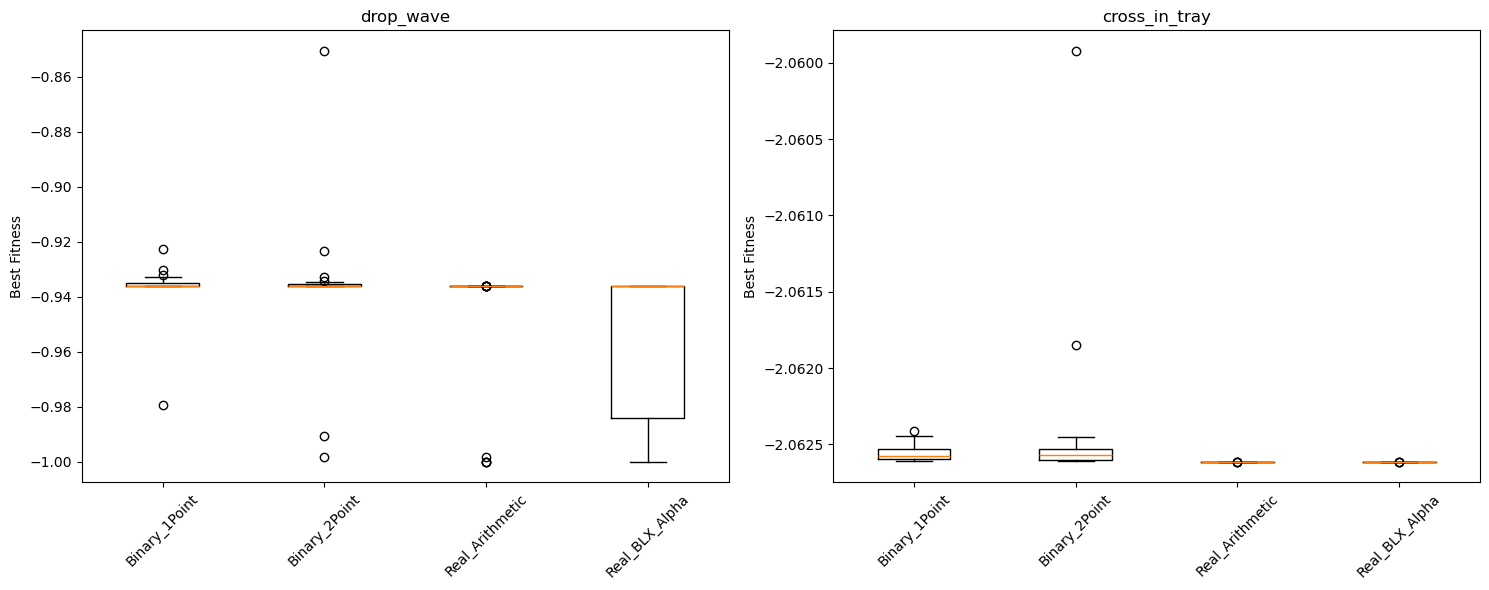 drop_wave
Best Fitness
−0.86
−0.88
−0.90
−0.92
−0.94
−0.96
−0.98
−1.00
Binary_1Point
Binary_2Point
Real_Arithmetic
Real_BLX_Alpha
cross_in_tray
Best Fitness
−2.0600
−2.0605
−2.0610
−2.0615
−2.0620
−2.0625
Binary_1Point
Binary_2Point
Real_Arithmetic
Real_BLX_Alpha